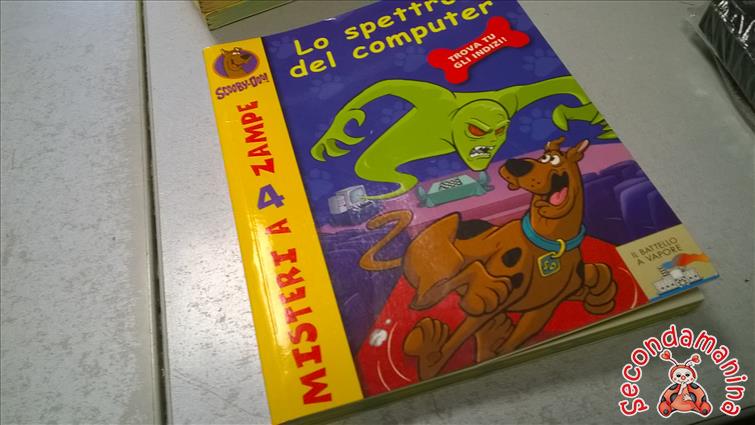 Lo spettro
del computer
TROVA TU
GLI INDIZI!
SCOOBY-DOO!
MISTERI A 4 ZAMPE
IL BATTELLO
A VAPORE
secondamanina